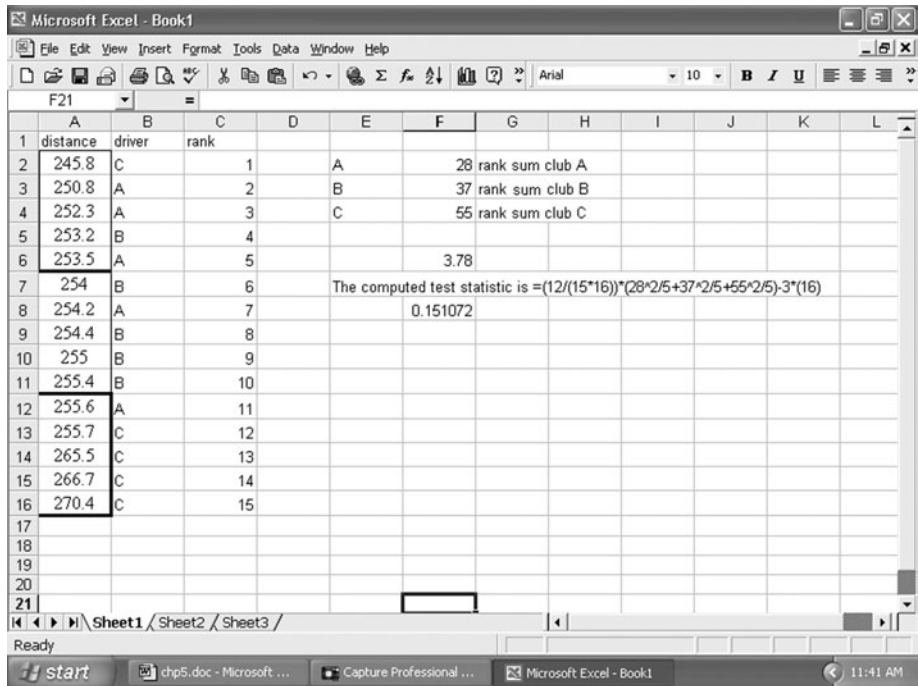 Microsoft Excel - Book1
File Edit View Insert Format Tools Data Window Help
Arial 10 B I U
F21 =
A B C D E F G H I J K L
1 distance driver rank
2 245.8 C 1 A 28 rank sum club A
3 250.8 A 2 B 37 rank sum club B
4 252.3 A 3 C 55 rank sum club C
5 253.2 B 4
6 253.5 A 5 3.78
7 254 B 6 The computed test statistic is =(12/(15*16))*(28^2/5+37^2/5+55^2/5)-3*(16)
8 254.2 A 7 0.151072
9 254.4 B 8
10 255 B 9
11 255.4 B 10
12 255.6 A 11
13 255.7 C 12
14 265.5 C 13
15 266.7 C 14
16 270.4 C 15
17
18
19
20
21
Sheet1 / Sheet2 / Sheet3 /
Ready
start chp5.doc - Microsoft ... Capture Professional ... Microsoft Excel - Book1 11:41 AM